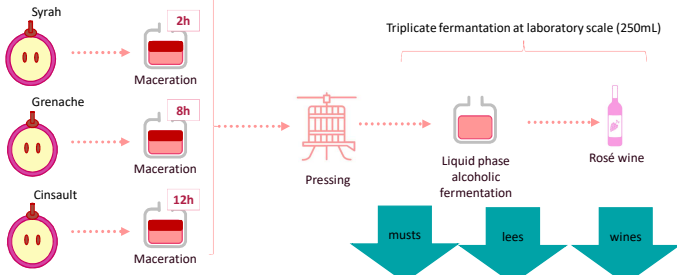 Syrah
2h
Maceration
Grenache
8h
Maceration
Cinsault
12h
Maceration
Pressing
Triplicate fermantation at laboratory scale (250mL)
Liquid phase
alcoholic
fermentation
Rosé wine
musts
lees
wines